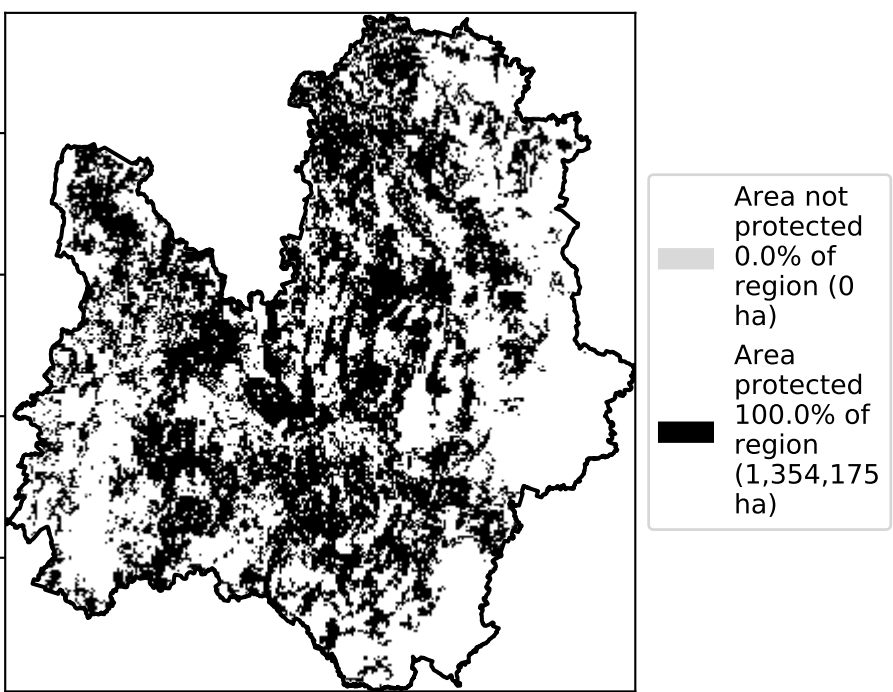 Area not
protected
0.0% of
region (0
ha)
Area
protected
100.0% of
region
(1,354,175
ha)